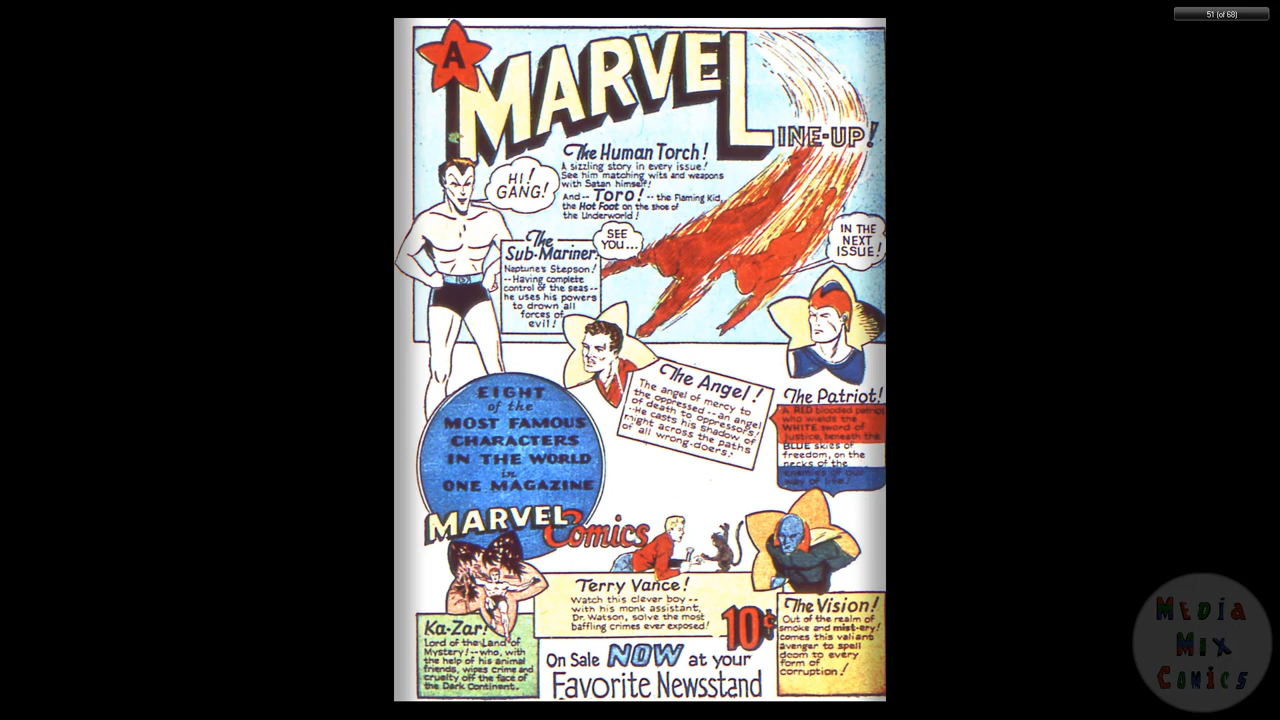 51 (of 68)
A
MARVEL
INE-UP!
The Human Torch!
A sizzling story in every issue!
See him matching wits and weapons
with Satan himself!
And-- Toro! -- the Flaming Kid,
the Hot Foot on the shoe of
the Underworld!
HI!
GANG!
SEE
YOU...
IN THE
NEXT
ISSUE!
The
Sub-Mariner
Neptune's Stepson!
--Having complete
control of the seas--
he uses his powers
to drown all
forces of
evil!
The Angel!
The angel of mercy to
the oppressed -- an angel
of death to oppressors!
--He casts his shadow of
might across the paths
of all wrong-doers!
The Patriot!
A RED blooded patriot
who wields the
WHITE sword of
justice, beneath the
BLUE skies of
freedom, on the
necks of the
enemies of our
way of life!
EIGHT
of the
MOST FAMOUS
CHARACTERS
IN THE WORLD
in
ONE MAGAZINE
MARVEL Comics
Terry Vance!
Watch this clever boy --
with his monk assistant,
Dr. Watson, solve the most
baffling crimes ever exposed!
10¢
The Vision!
Out of the realm of
smoke and mist-ery!
comes this valiant
avenger to spell
doom to every
form of
corruption!
Ka-Zar!
Lord of the Land of
Mystery!--who, with
the help of his animal
friends, wipes crime and
cruelty off the face of
the Dark Continent.
On Sale NOW at your
Favorite Newsstand
MEDIA
MIX
COMICS